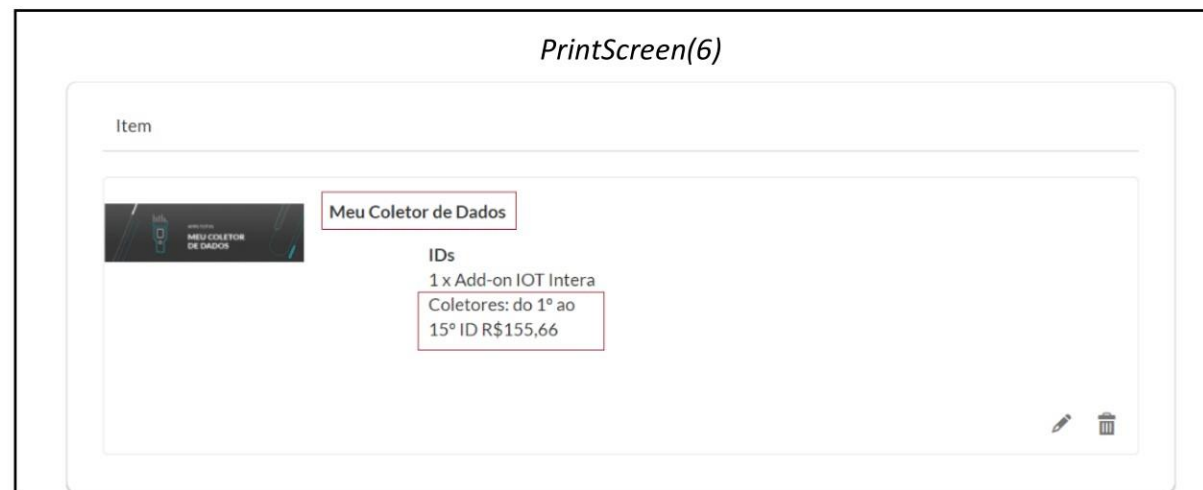 PrintScreen(6)
Item
MEU COLETOR
DE DADOS
Meu Coletor de Dados
IDs
1 x Add-on IOT Intera
Coletores: do 1º ao
15º ID R$155,66